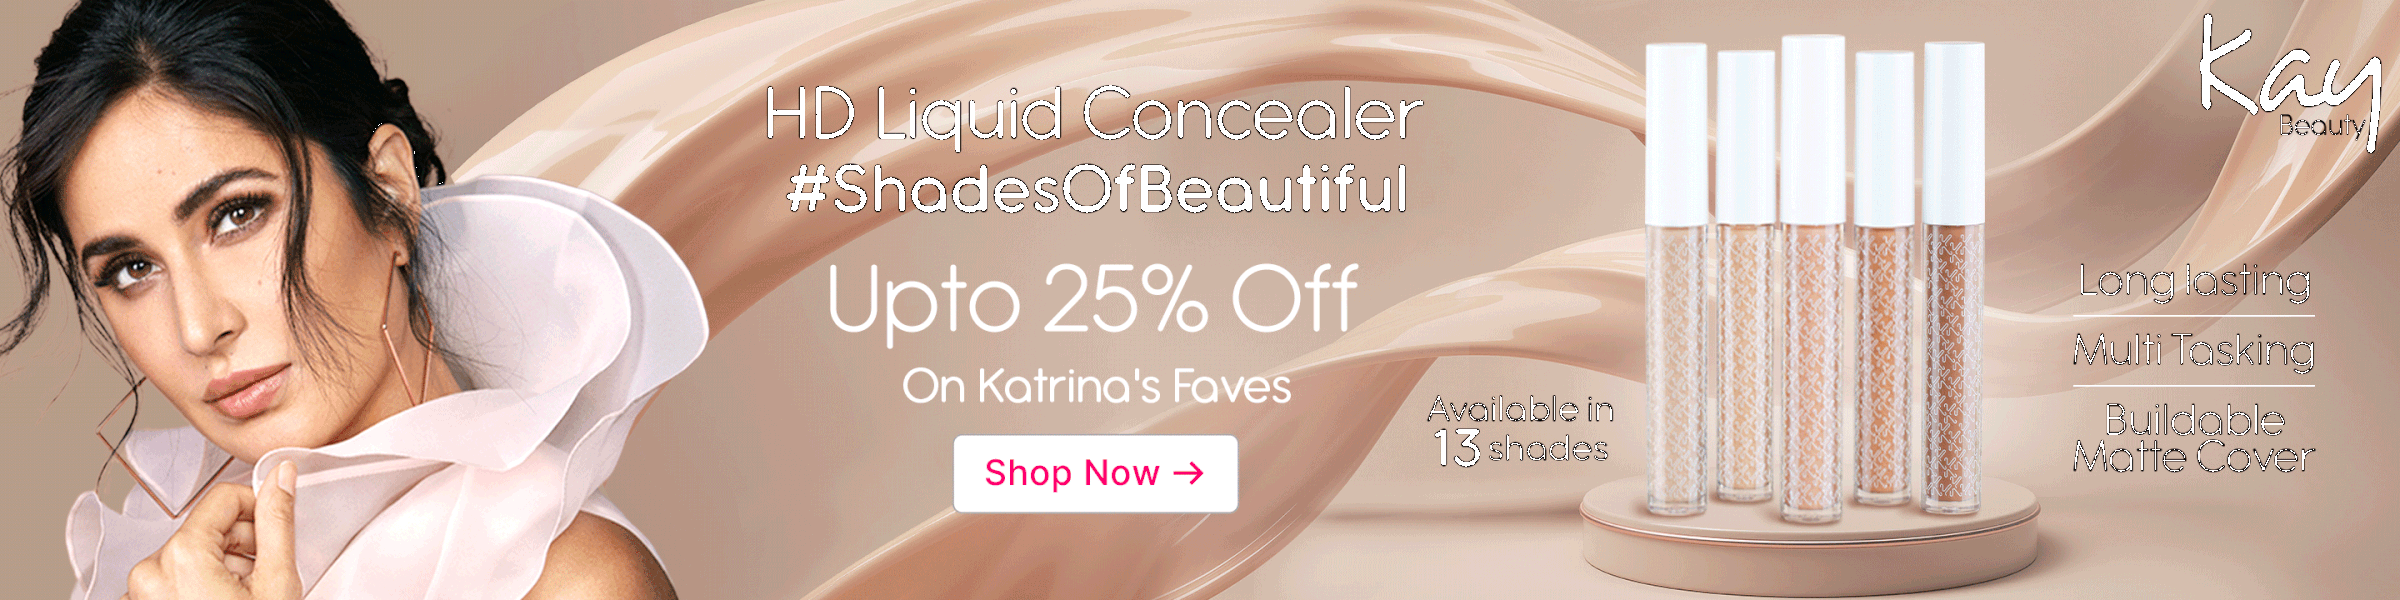 HD Liquid Concealer
#ShadesOfBeautiful
Upto 25% Off
On Katrina's Faves
Shop Now →
Available in
13 shades
Kay
Beauty
Long lasting
Multi Tasking
Buildable
Matte Cover